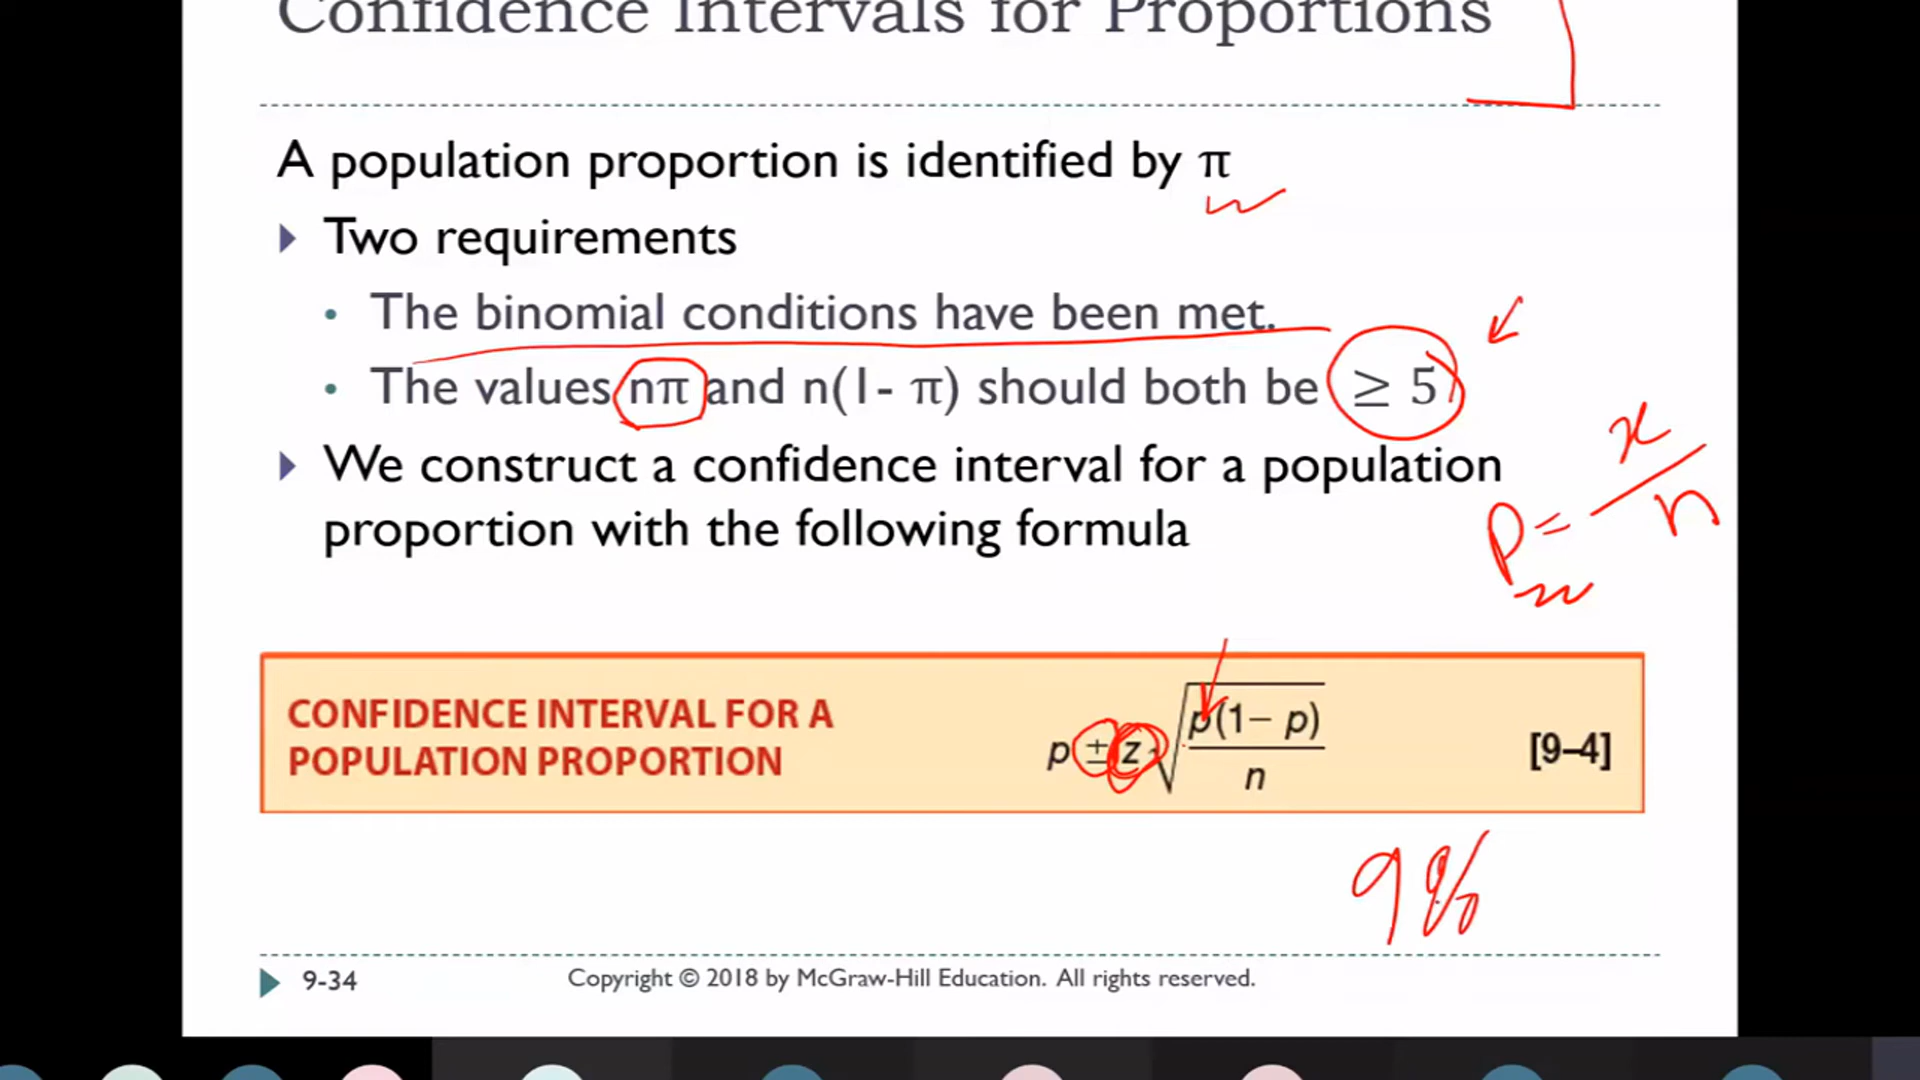 Confidence Intervals for Proportions
A population proportion is identified by π
Two requirements
The binomial conditions have been met.
The values nπ and n(1- π) should both be ≥ 5
We construct a confidence interval for a population
proportion with the following formula
p = x/n
CONFIDENCE INTERVAL FOR A
POPULATION PROPORTION
p ± z √(p(1− p)/n)
[9–4]
9%
9-34
Copyright © 2018 by McGraw-Hill Education. All rights reserved.